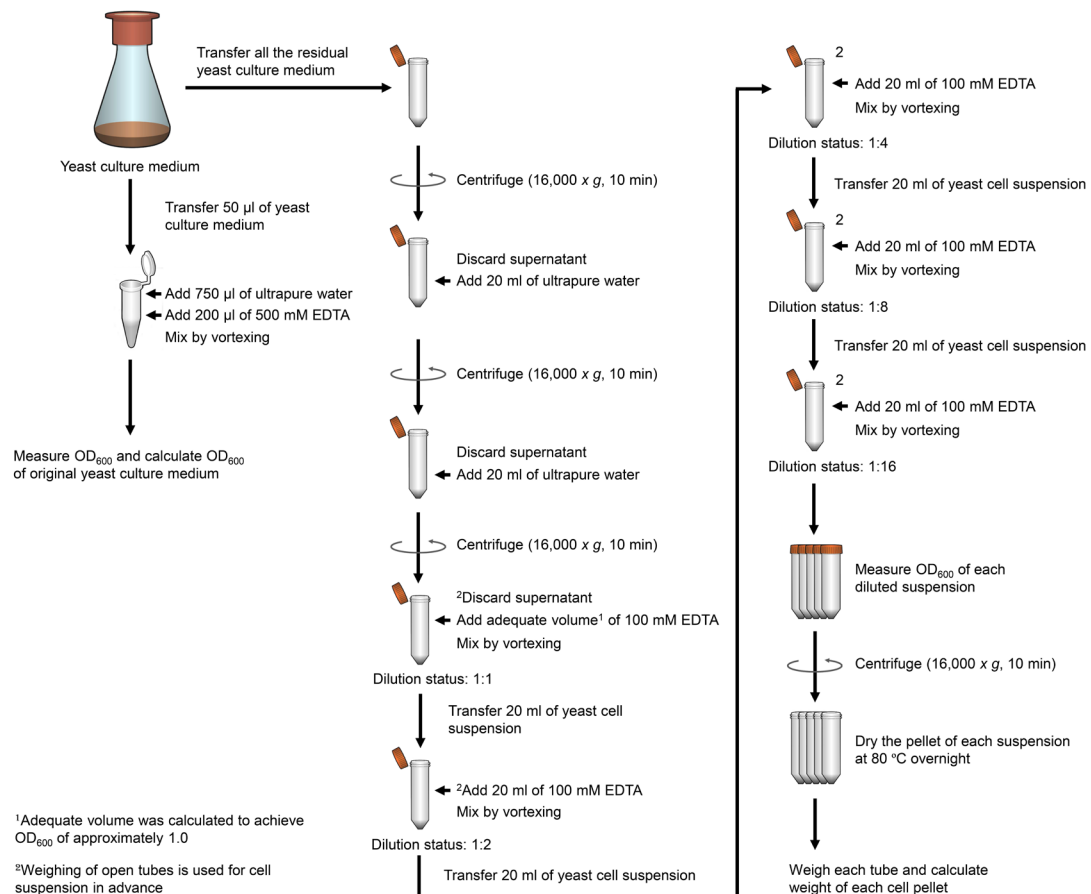 Transfer all the residual
yeast culture medium
Yeast culture medium
Transfer 50 µl of yeast
culture medium
Add 750 µl of ultrapure water
Add 200 µl of 500 mM EDTA
Mix by vortexing
Measure OD600 and calculate OD600
of original yeast culture medium
Centrifuge (16,000 x g, 10 min)
Discard supernatant
Add 20 ml of ultrapure water
Centrifuge (16,000 x g, 10 min)
Discard supernatant
Add 20 ml of ultrapure water
Centrifuge (16,000 x g, 10 min)
²Discard supernatant
Add adequate volume¹ of 100 mM EDTA
Mix by vortexing
Dilution status: 1:1
Transfer 20 ml of yeast cell
suspension
²Add 20 ml of 100 mM EDTA
Mix by vortexing
Dilution status: 1:2
Transfer 20 ml of yeast cell suspension
2
Add 20 ml of 100 mM EDTA
Mix by vortexing
Dilution status: 1:4
Transfer 20 ml of yeast cell suspension
2
Add 20 ml of 100 mM EDTA
Mix by vortexing
Dilution status: 1:8
Transfer 20 ml of yeast cell suspension
2
Add 20 ml of 100 mM EDTA
Mix by vortexing
Dilution status: 1:16
Measure OD600 of each
diluted suspension
Centrifuge (16,000 x g, 10 min)
Dry the pellet of each suspension
at 80 °C overnight
Weigh each tube and calculate
weight of each cell pellet
¹Adequate volume was calculated to achieve
OD600 of approximately 1.0
²Weighing of open tubes is used for cell
suspension in advance